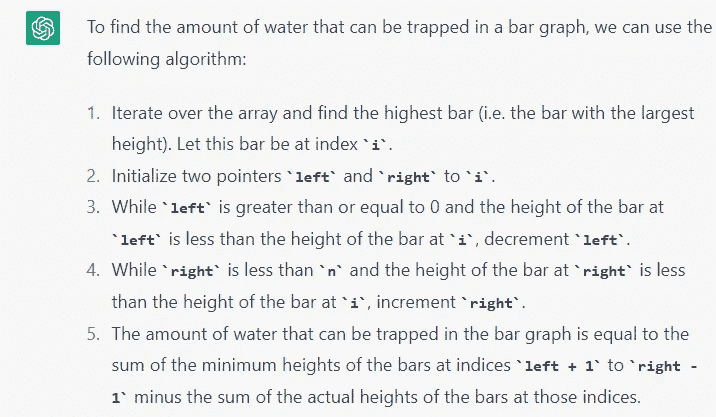 To find the amount of water that can be trapped in a bar graph, we can use the
following algorithm:
1. Iterate over the array and find the highest bar (i.e. the bar with the largest
height). Let this bar be at index `i`.
2. Initialize two pointers `left` and `right` to `i`.
3. While `left` is greater than or equal to 0 and the height of the bar at
`left` is less than the height of the bar at `i`, decrement `left`.
4. While `right` is less than `n` and the height of the bar at `right` is less
than the height of the bar at `i`, increment `right`.
5. The amount of water that can be trapped in the bar graph is equal to the
sum of the minimum heights of the bars at indices `left + 1` to `right -
1` minus the sum of the actual heights of the bars at those indices.